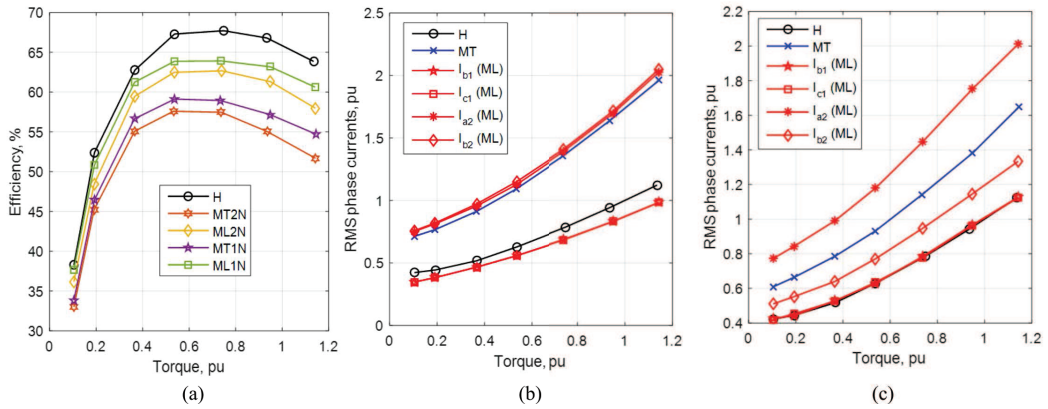 70
65
60
55
50
45
40
35
30
Efficiency, %
H
MT2N
ML2N
MT1N
ML1N
0 0.2 0.4 0.6 0.8 1 1.2
Torque, pu
(a)
2.5
2
1.5
1
0.5
0
RMS phase currents, pu
H
MT
I_b1 (ML)
I_c1 (ML)
I_a2 (ML)
I_b2 (ML)
0 0.2 0.4 0.6 0.8 1 1.2
Torque, pu
(b)
2.2
2
1.8
1.6
1.4
1.2
1
0.8
0.6
0.4
RMS phase currents, pu
H
MT
I_b1 (ML)
I_c1 (ML)
I_a2 (ML)
I_b2 (ML)
0 0.2 0.4 0.6 0.8 1 1.2
Torque, pu
(c)